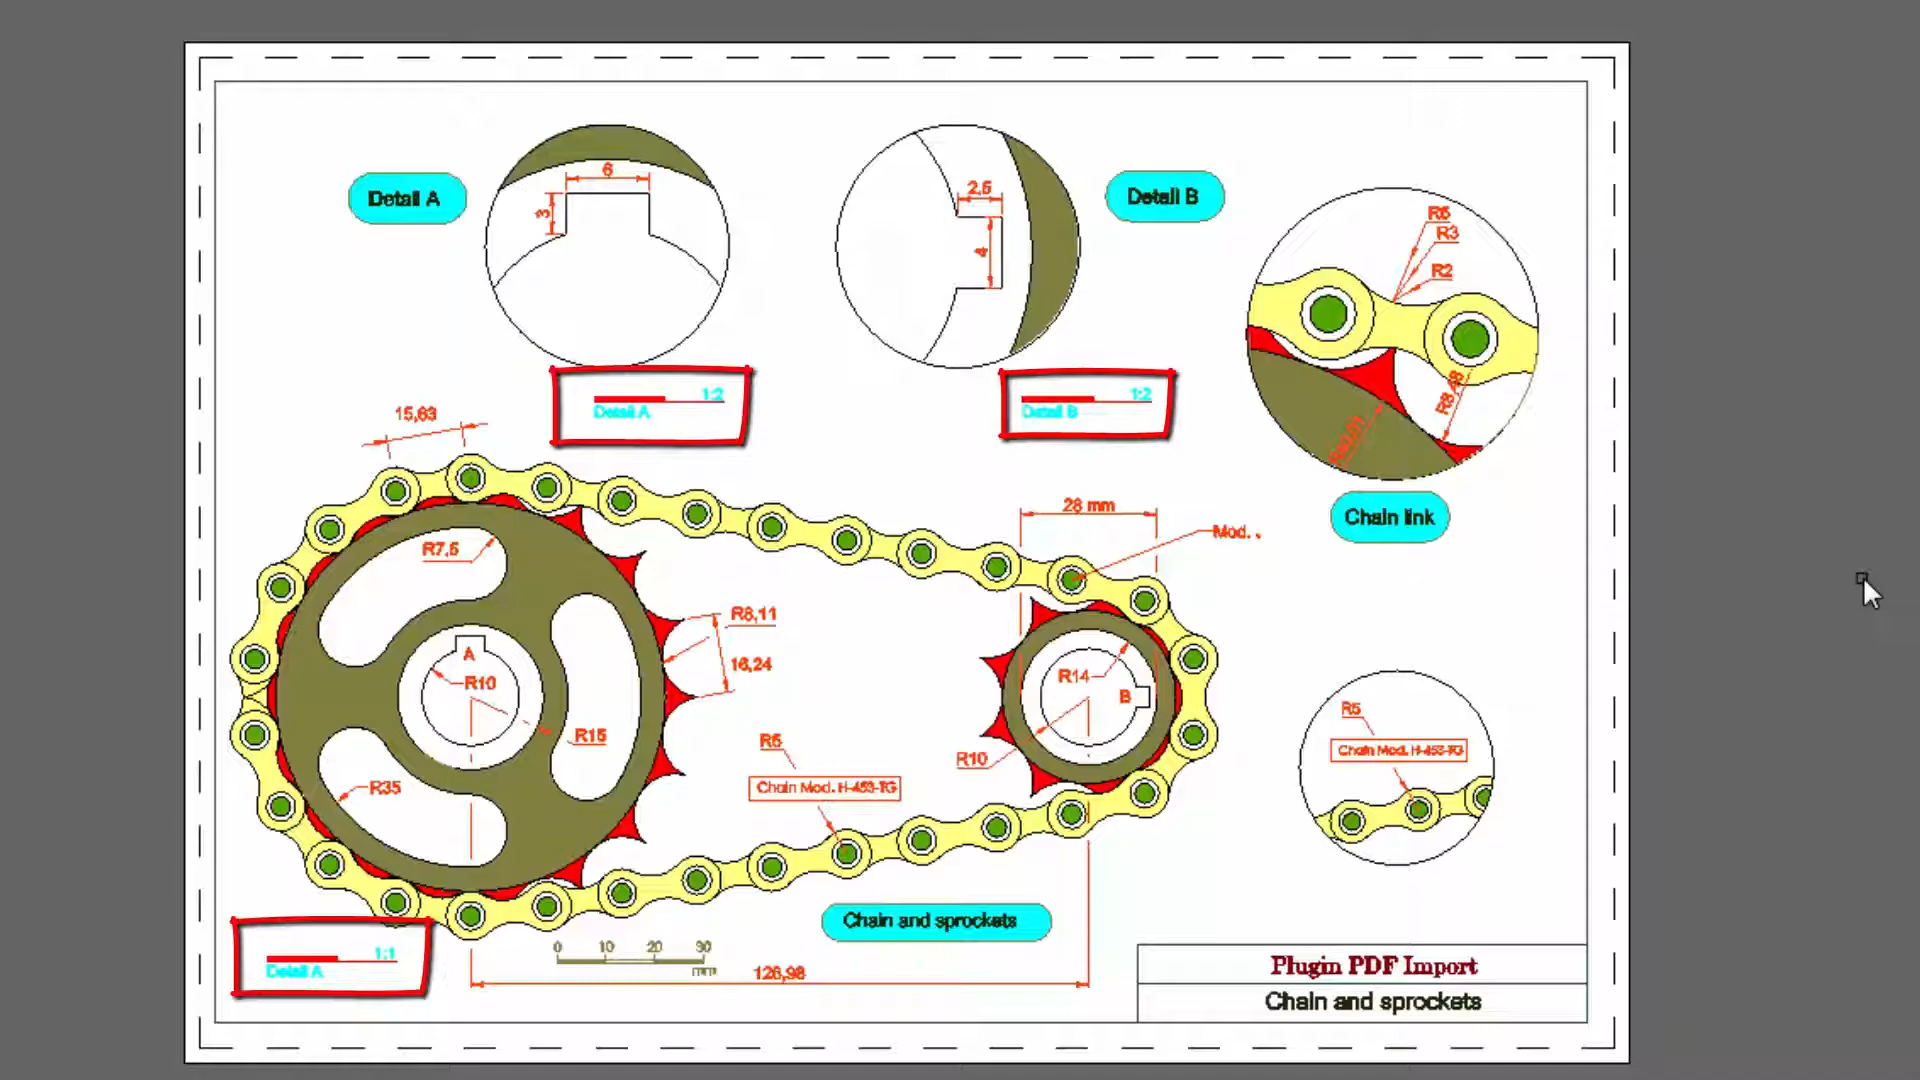 Detail A
6
3
2,5
4
Detail B
R3
R2
1:2
Detail A
1:2
Detail B
15,63
28 mm
Mod. .
Chain link
R7,5
R8,11
16,24
A
R10
R15
R14
B
R10
R35
R5
Chain Mod. H-453-TG
R5
Chain Mod. H-453-TG
Chain and sprockets
1:1
Detail A
0 10 20 30
mm
126,98
Plugin PDF Import
Chain and sprockets